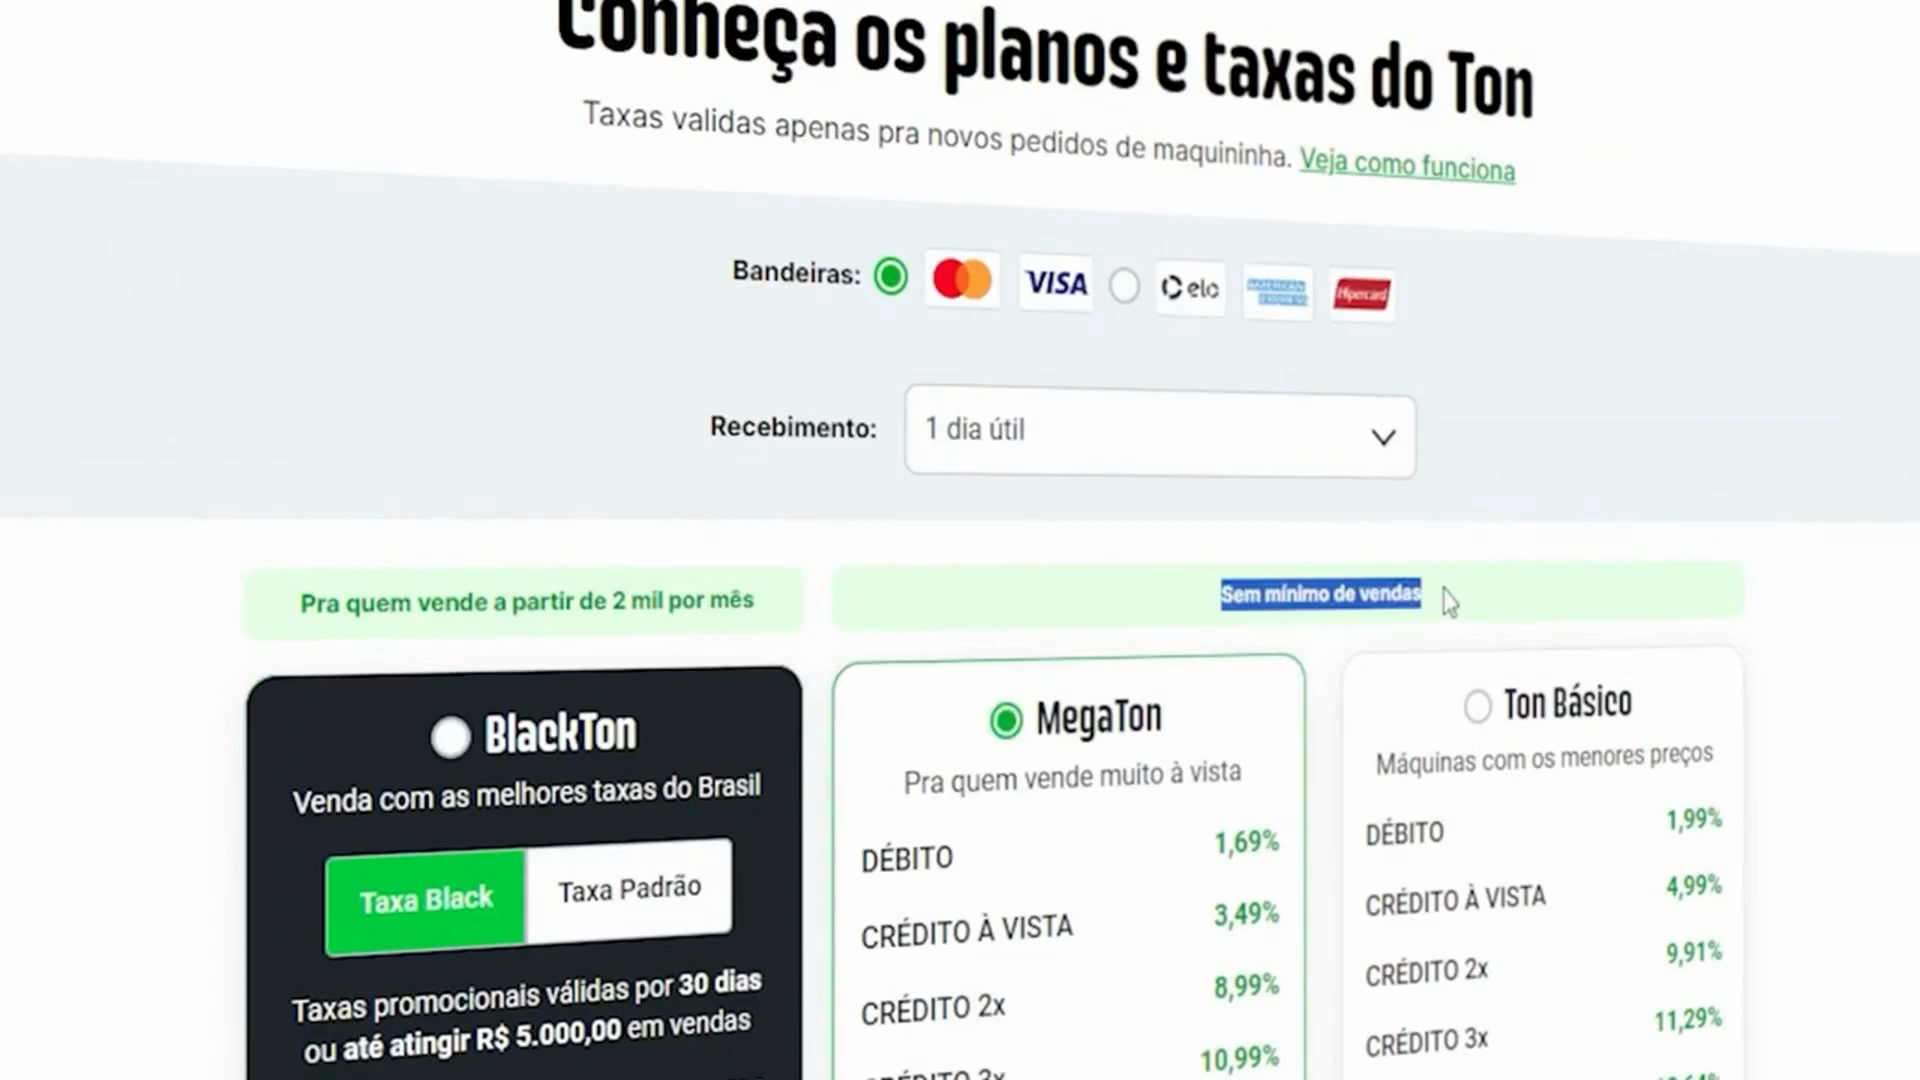 Conheça os planos e taxas do Ton
Taxas validas apenas pra novos pedidos de maquininha. Veja como funciona
Bandeiras: VISA elo AMERICAN EXPRESS Hipercard
Recebimento: 1 dia útil
Pra quem vende a partir de 2 mil por mês
Sem mínimo de vendas
BlackTon
Venda com as melhores taxas do Brasil
Taxa Black Taxa Padrão
Taxas promocionais válidas por 30 dias
ou até atingir R$ 5.000,00 em vendas
MegaTon
Pra quem vende muito à vista
DÉBITO 1,69%
CRÉDITO À VISTA 3,49%
CRÉDITO 2x 8,99%
CRÉDITO 3x 10,99%
Ton Básico
Máquinas com os menores preços
DÉBITO 1,99%
CRÉDITO À VISTA 4,99%
CRÉDITO 2x 9,91%
CRÉDITO 3x 11,29%